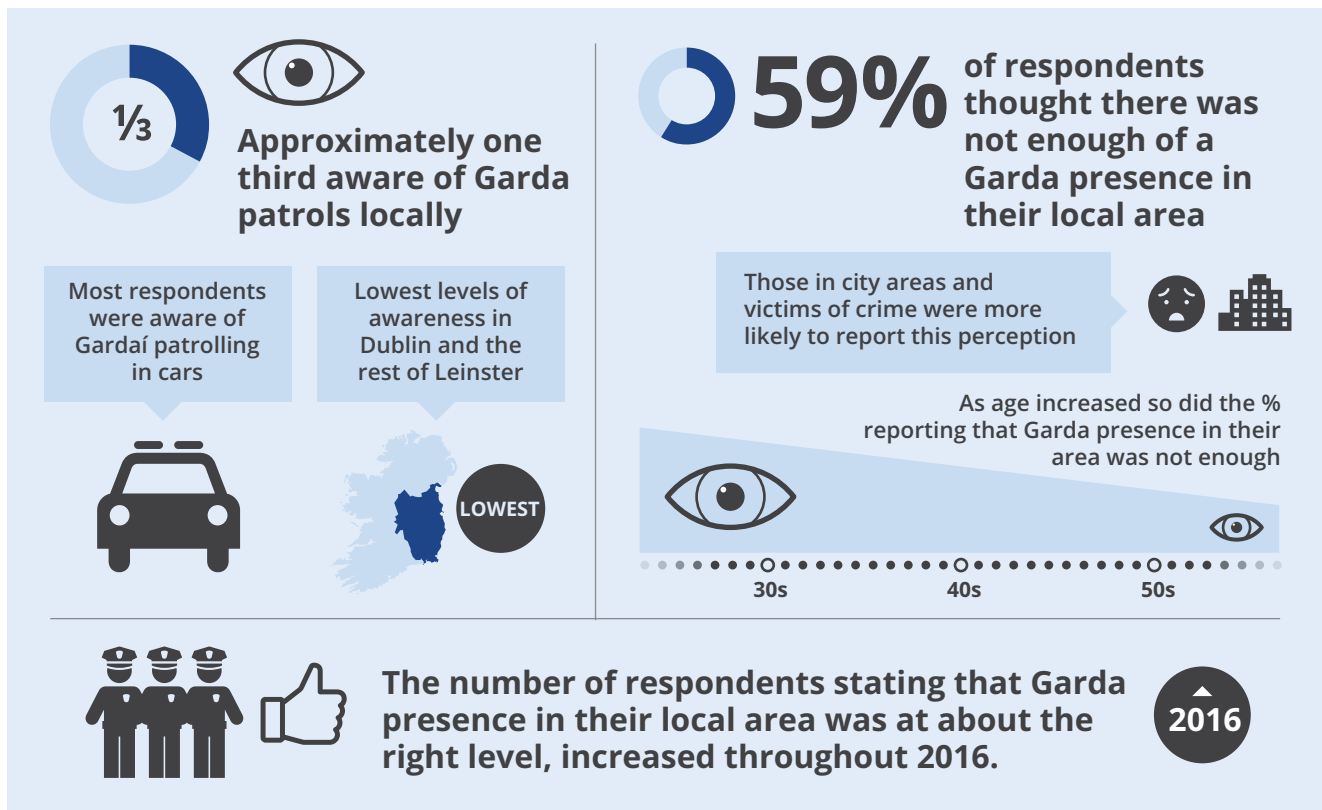 ⅓
Approximately one
third aware of Garda
patrols locally
Most respondents
were aware of
Gardaí patrolling
in cars
Lowest levels of
awareness in
Dublin and the
rest of Leinster
LOWEST
59%
of respondents
thought there was
not enough of a
Garda presence in
their local area
Those in city areas and
victims of crime were more
likely to report this perception
As age increased so did the %
reporting that Garda presence in their
area was not enough
30s
40s
50s
The number of respondents stating that Garda
presence in their local area was at about the
right level, increased throughout 2016.
2016